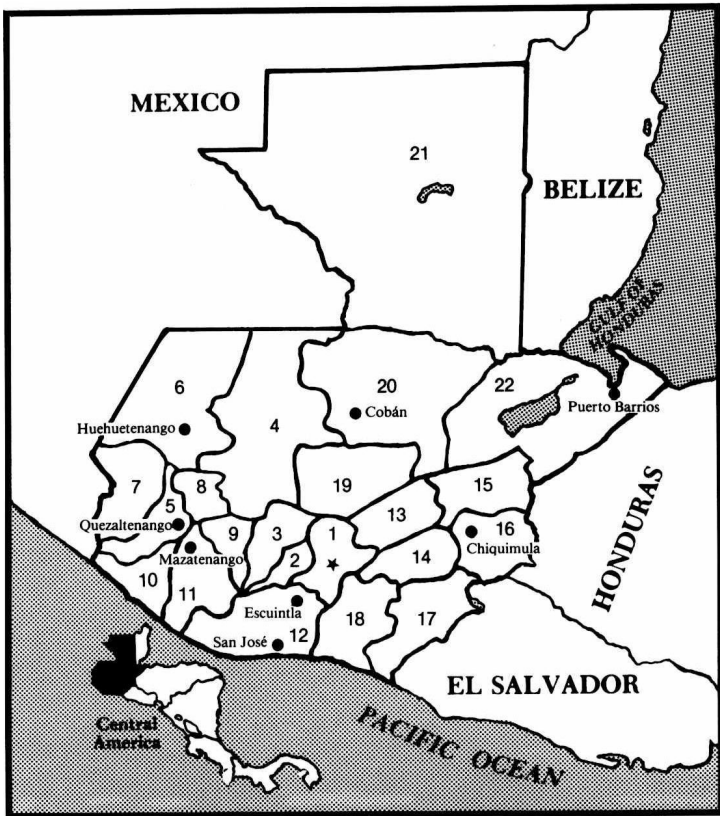 MEXICO
21
BELIZE
GULF OF
HONDURAS
6
20
22
4
Cobán
Puerto Barrios
Huehuetenango
7
8
19
15
5
Quezaltenango
9
3
1
13
16
HONDURAS
Mazatenango
2
14
Chiquimula
10
11
Escuintla
18
17
San José
12
EL SALVADOR
Central
America
PACIFIC OCEAN